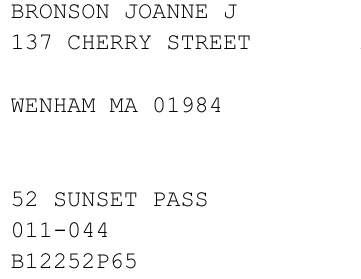 BRONSON JOANNE J
137 CHERRY STREET
WENHAM MA 01984
52 SUNSET PASS
011-044
B12252P65